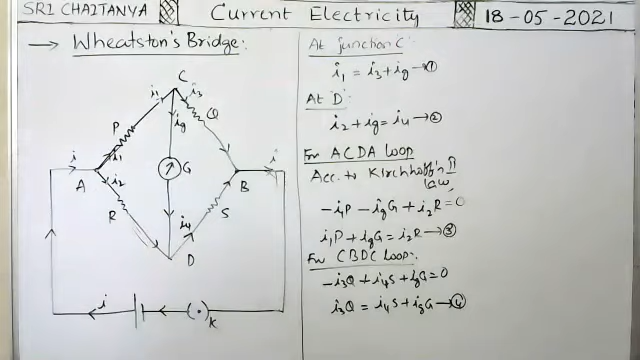 SRI CHAITANYA
Current Electricity
18-05-2021
→ Wheatston's Bridge:
C
i₁
i₃
P
ig
Q
i
i₁
A
i₂
G
B
i
R
i₄
S
D
i
K
At junction C:
i₁ = i₃ + ig → ①
At 'D':
i₂ + ig = i₄ → ②
For ACDA loop
Acc. to Kirchhoff's II
law,
-i₁P - igG + i₂R = 0
i₁P + igG = i₂R → ③
For CBDC loop:
-i₃Q + i₄S + igG = 0
i₃Q = i₄S + igG → ④